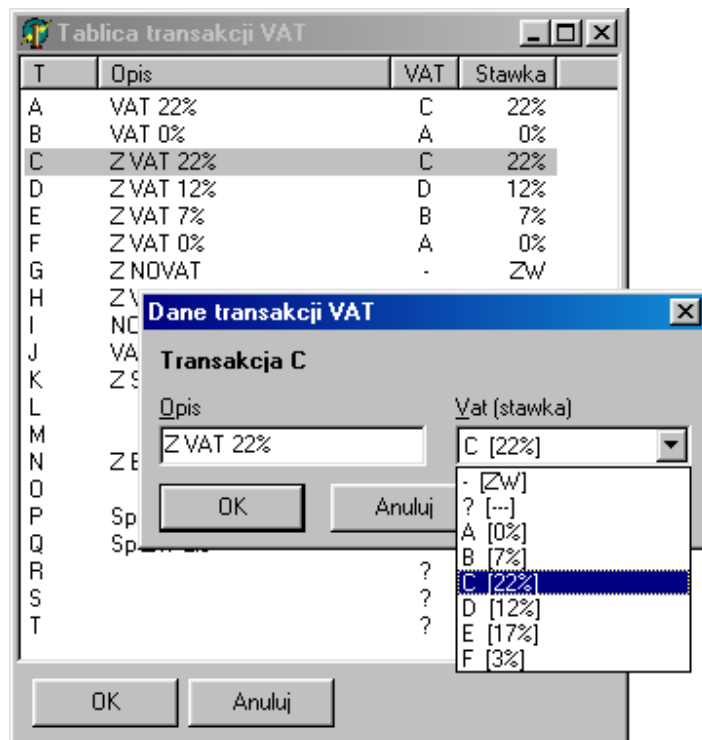 Tablica transakcji VAT
T Opis VAT Stawka
A VAT 22% C 22%
B VAT 0% A 0%
C Z VAT 22% C 22%
D Z VAT 12% D 12%
E Z VAT 7% B 7%
F Z VAT 0% A 0%
G Z NOVAT - ZW
H
I
J
K
L
M
N
O
P
Q
R ?
S ?
T ?
Dane transakcji VAT
Transakcja C
Opis Vat (stawka)
Z VAT 22% C [22%]
OK Anuluj
- [ZW]
? [---]
A [0%]
B [7%]
C [22%]
D [12%]
E [17%]
F [3%]
OK Anuluj